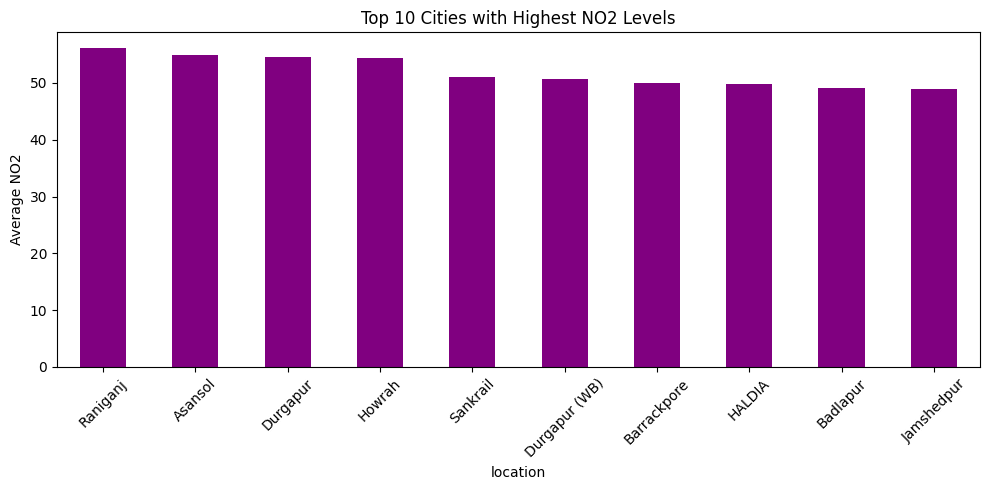 Top 10 Cities with Highest NO2 Levels
Average NO2
50
40
30
20
10
0
Raniganj
Asansol
Durgapur
Howrah
Sankrail
Durgapur (WB)
Barrackpore
HALDIA
Badlapur
Jamshedpur
location